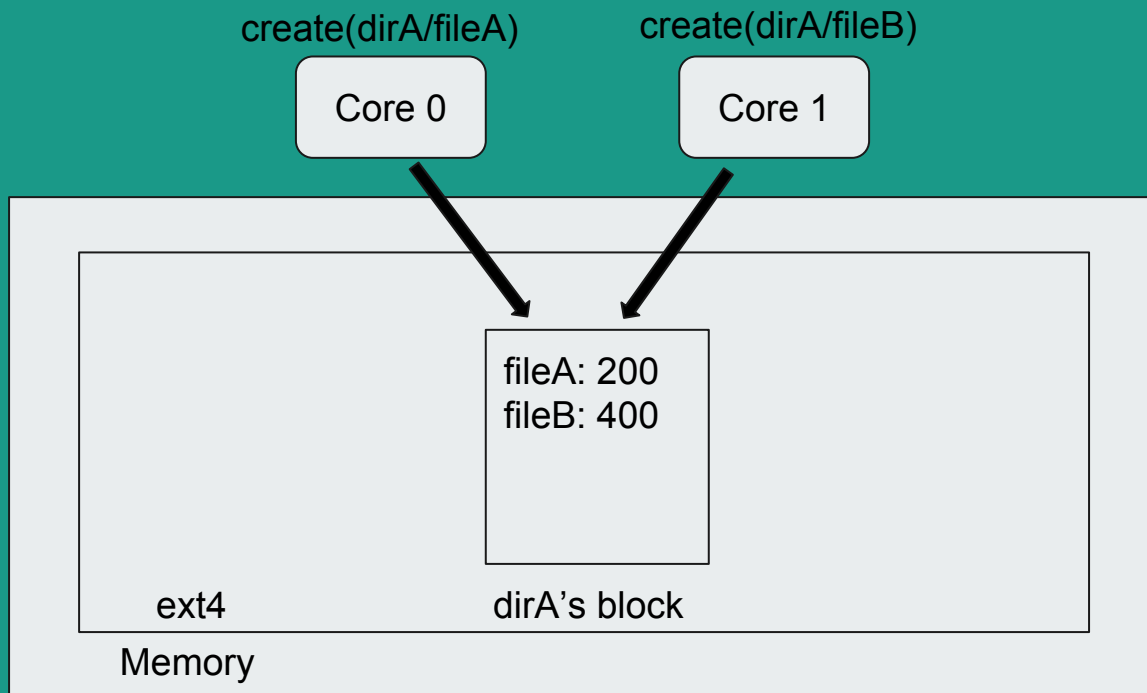 create(dirA/fileA)
create(dirA/fileB)
Core 0
Core 1
fileA: 200
fileB: 400
ext4
dirA’s block
Memory